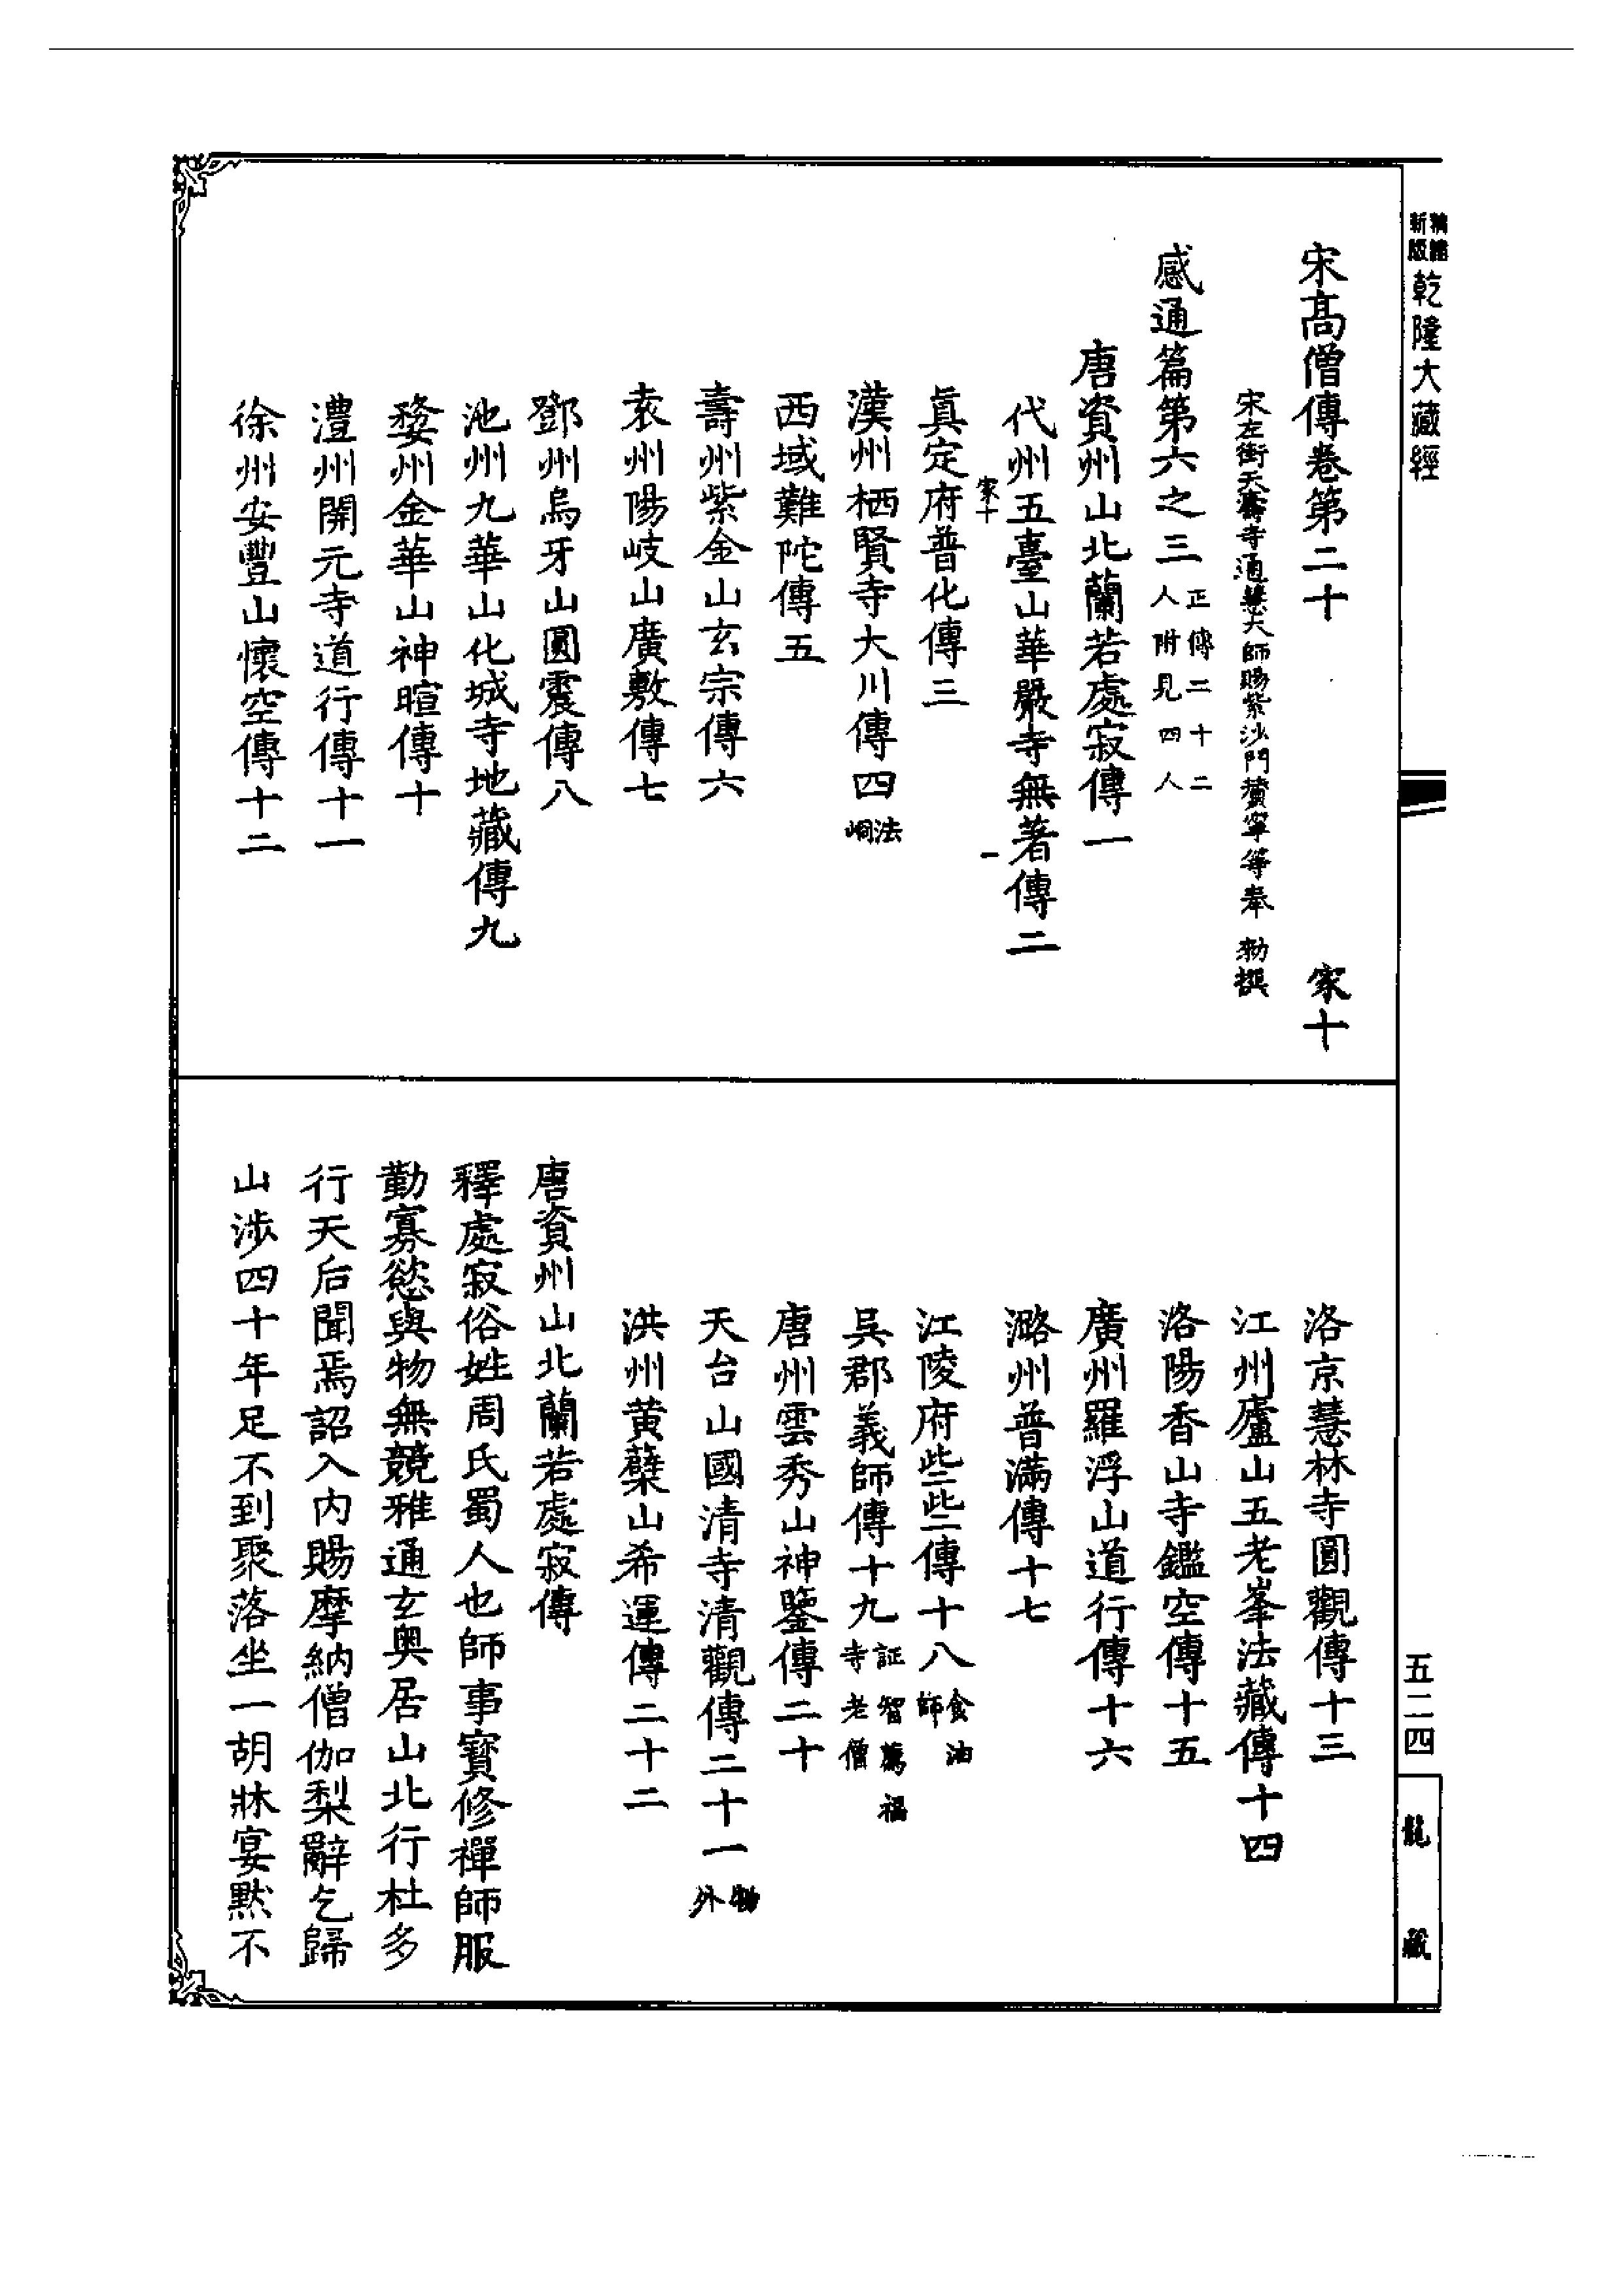 精縮新版乾隆大藏經
宋高僧傳卷第二十　家十
宋左街天壽寺通慧大師賜紫沙門贊寧等奉　勅撰
感通篇第六之三正傳二十二人附見四人
唐資州山北蘭若處寂傳一
代州五臺山華嚴寺無著傳二
家十　一
眞定府普化傳三
漢州栖賢寺大川傳四法峒
西域難陀傳五
壽州紫金山玄宗傳六
袁州陽岐山廣敷傳七
鄧州烏牙山圓震傳八
池州九華山化城寺地藏傳九
婺州金華山神暄傳十
澧州開元寺道行傳十一
徐州安豐山懷空傳十二
洛京慧林寺圓觀傳十三
江州廬山五老峯法藏傳十四
洛陽香山寺鑑空傳十五
廣州羅浮山道行傳十六
潞州普滿傳十七
江陵府些些傳十八食油師
吳郡義師傳十九証智薦福寺老僧
唐州雲秀山神鑒傳二十
天台山國清寺清觀傳二十一物外
洪州黄蘗山希運傳二十二
唐資州山北蘭若處寂傳
釋處寂俗姓周氏蜀人也師事寳修禪師服
勤寡慾與物無競雅通玄奥居山北行杜多
行天后聞焉詔入内賜摩納僧伽梨辭乞歸
山涉四十年足不到聚落坐一胡牀宴黙不
五二四
龍藏